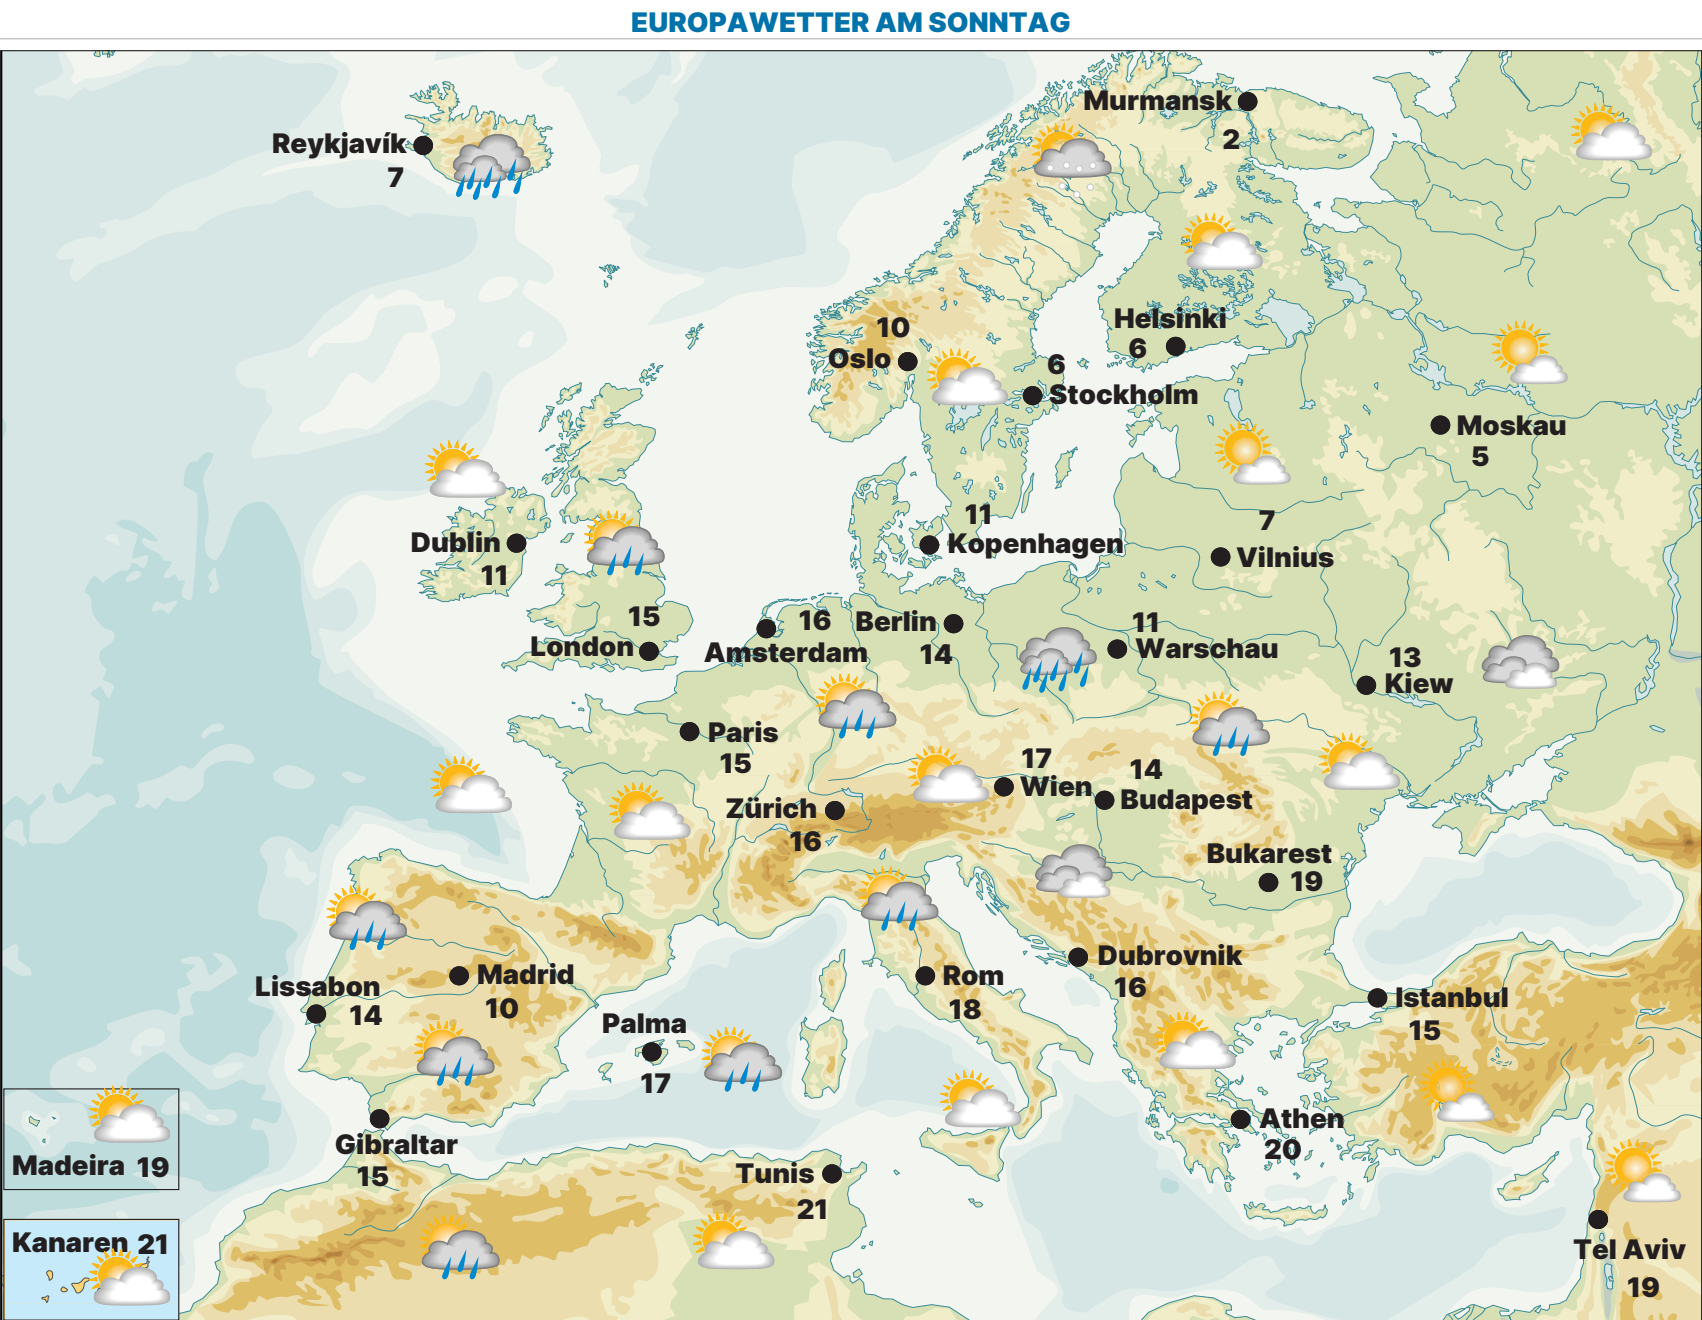 EUROPAWETTER AM SONNTAG
Murmansk
2
Reykjavík
7
10
Oslo
Helsinki
6
6
Stockholm
Moskau
5
11
Kopenhagen
7
Vilnius
Dublin
11
15
London
16
Amsterdam
Berlin
14
11
Warschau
13
Kiew
Paris
15
17
Wien
14
Budapest
Zürich
16
Bukarest
19
Lissabon
14
Madrid
10
Rom
18
Dubrovnik
16
Istanbul
15
Palma
17
Gibraltar
15
Athen
20
Madeira 19
Tunis
21
Kanaren 21
Tel Aviv
19